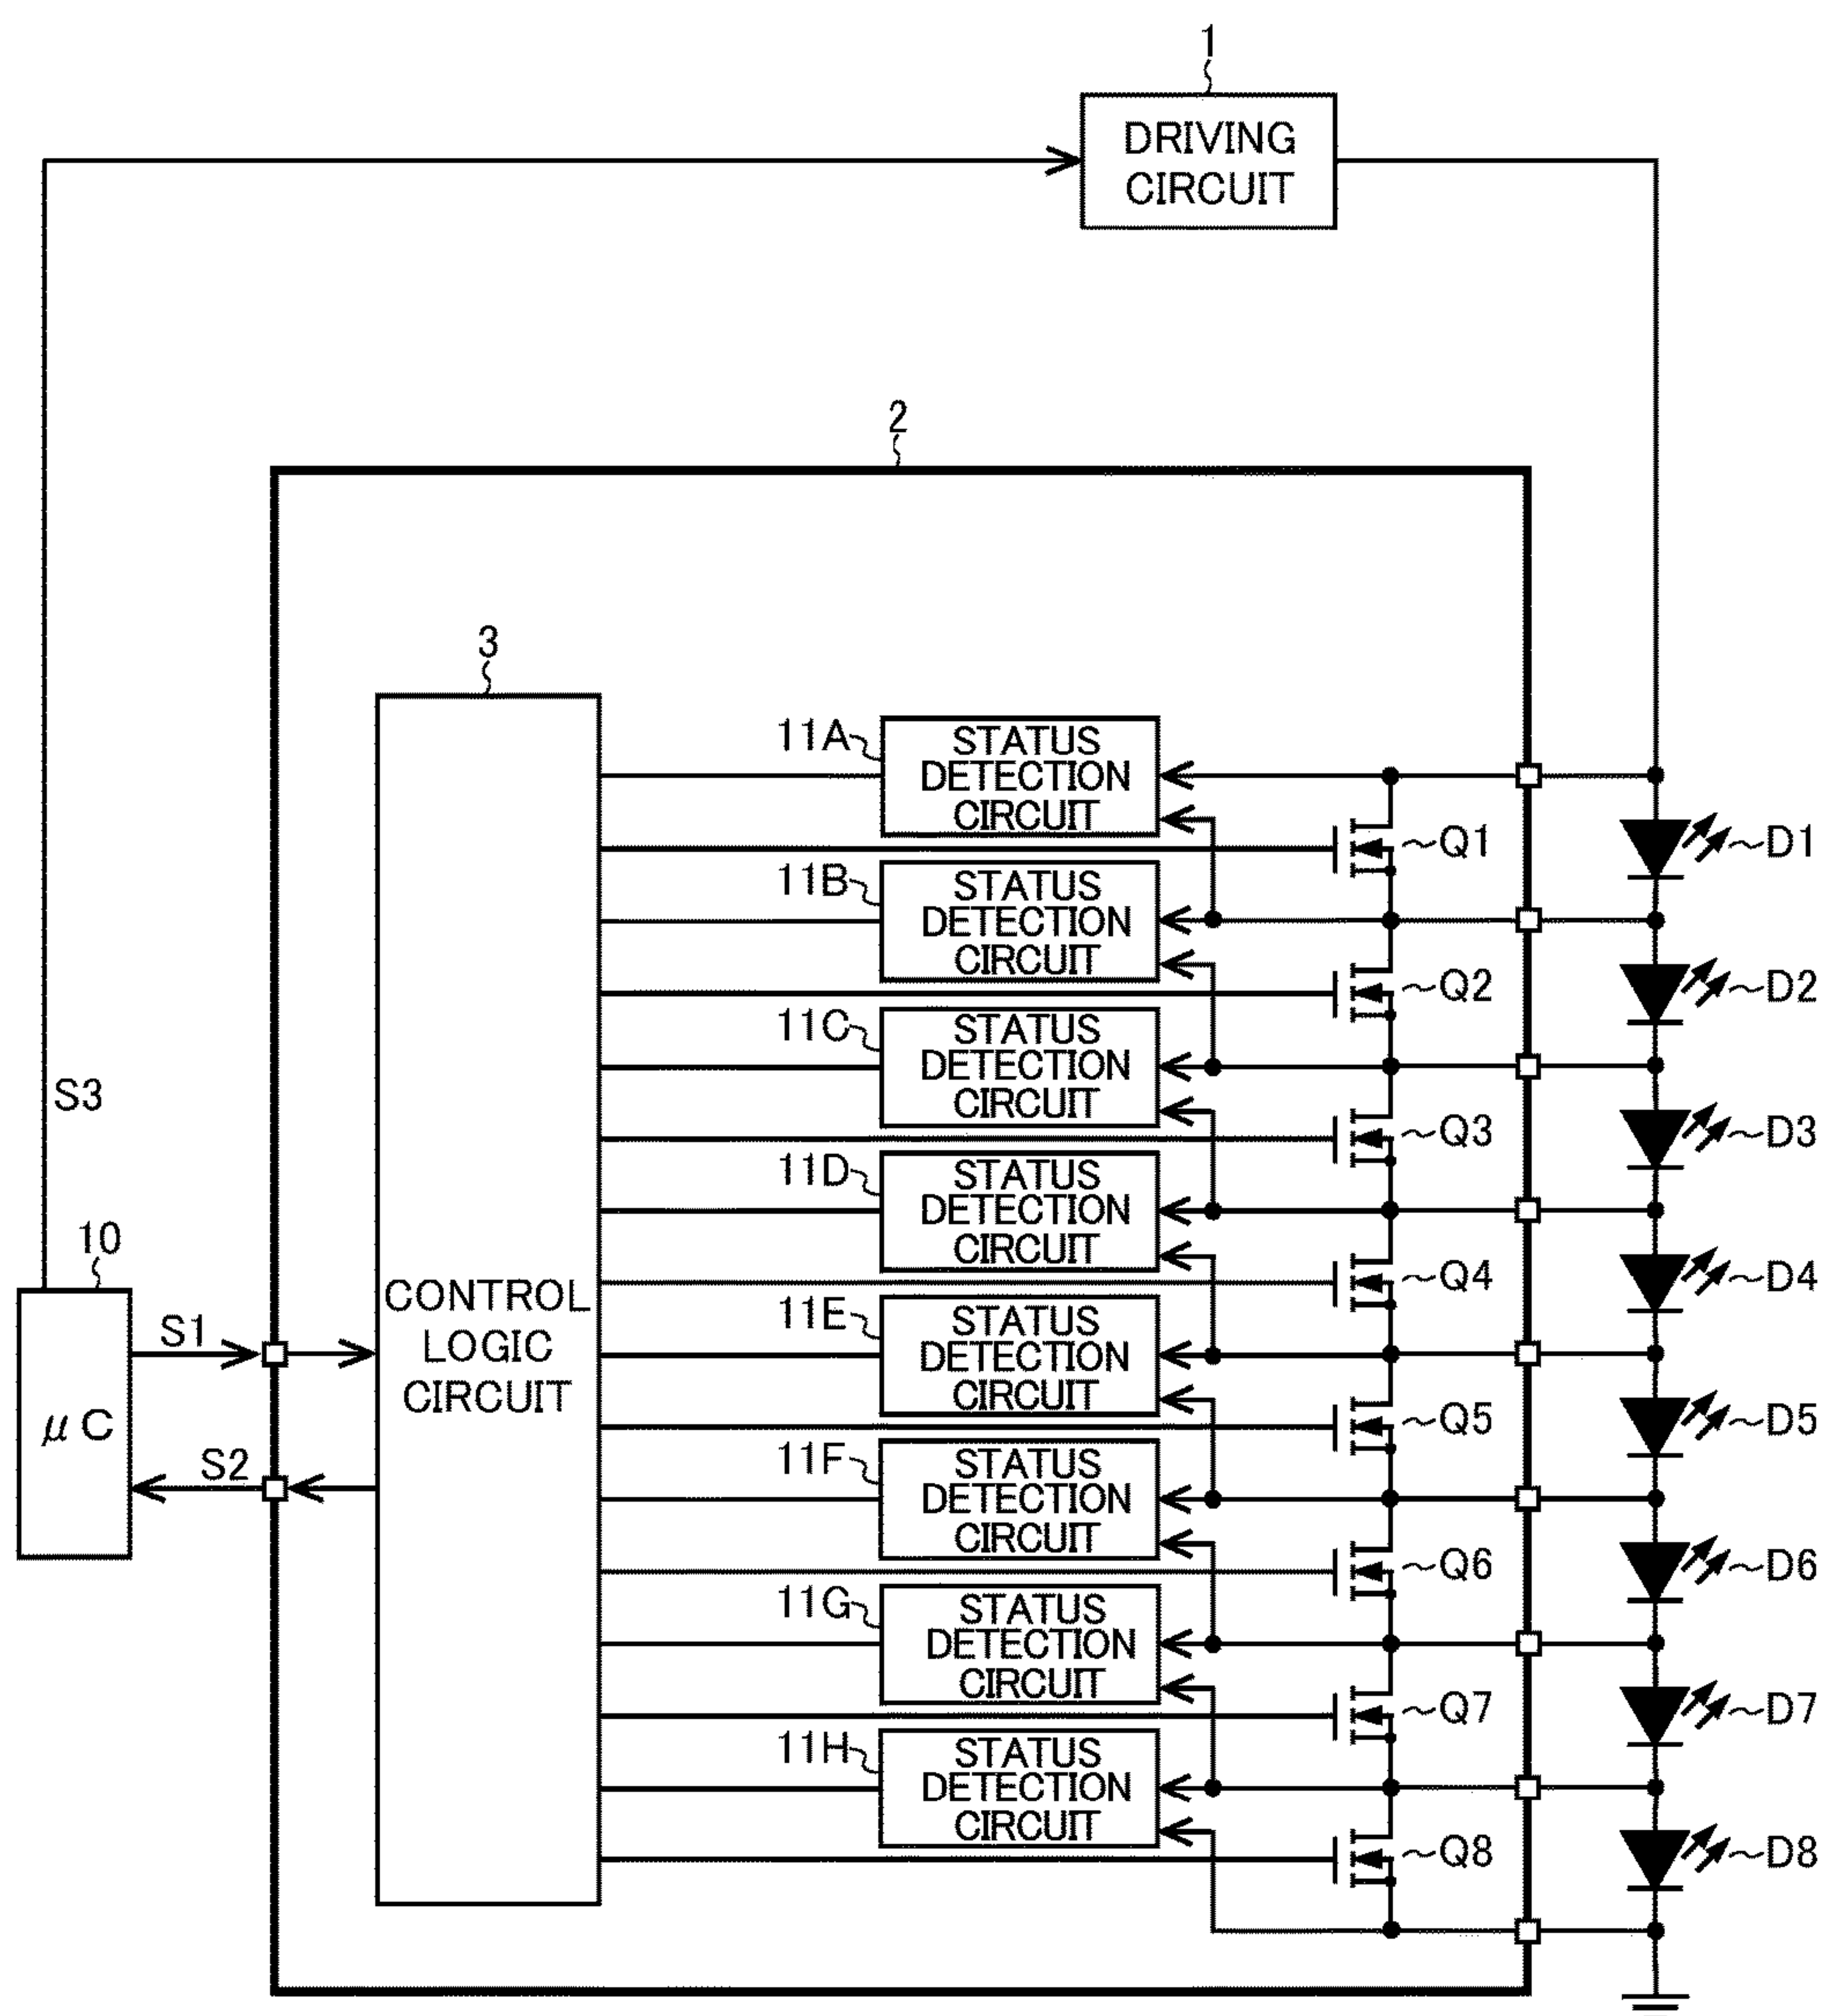 1
DRIVING
CIRCUIT
2
3
11A
STATUS
DETECTION
CIRCUIT
Q1
D1
11B
STATUS
DETECTION
CIRCUIT
Q2
D2
11C
STATUS
DETECTION
CIRCUIT
S3
Q3
D3
11D
STATUS
DETECTION
CIRCUIT
10
Q4
D4
CONTROL
LOGIC
CIRCUIT
S1
11E
STATUS
DETECTION
CIRCUIT
μC
Q5
D5
S2
11F
STATUS
DETECTION
CIRCUIT
Q6
D6
11G
STATUS
DETECTION
CIRCUIT
Q7
D7
11H
STATUS
DETECTION
CIRCUIT
Q8
D8